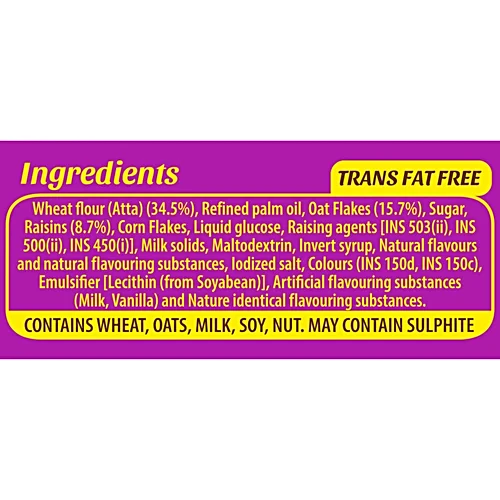 Ingredients
TRANS FAT FREE
Wheat flour (Atta) (34.5%), Refined palm oil, Oat Flakes (15.7%), Sugar,
Raisins (8.7%), Corn Flakes, Liquid glucose, Raising agents [INS 503(ii), INS
500(ii), INS 450(i)], Milk solids, Maltodextrin, Invert syrup, Natural flavours
and natural flavouring substances, Iodized salt, Colours (INS 150d, INS 150c),
Emulsifier [Lecithin (from Soyabean)], Artificial flavouring substances
(Milk, Vanilla) and Nature identical flavouring substances.
CONTAINS WHEAT, OATS, MILK, SOY, NUT. MAY CONTAIN SULPHITE